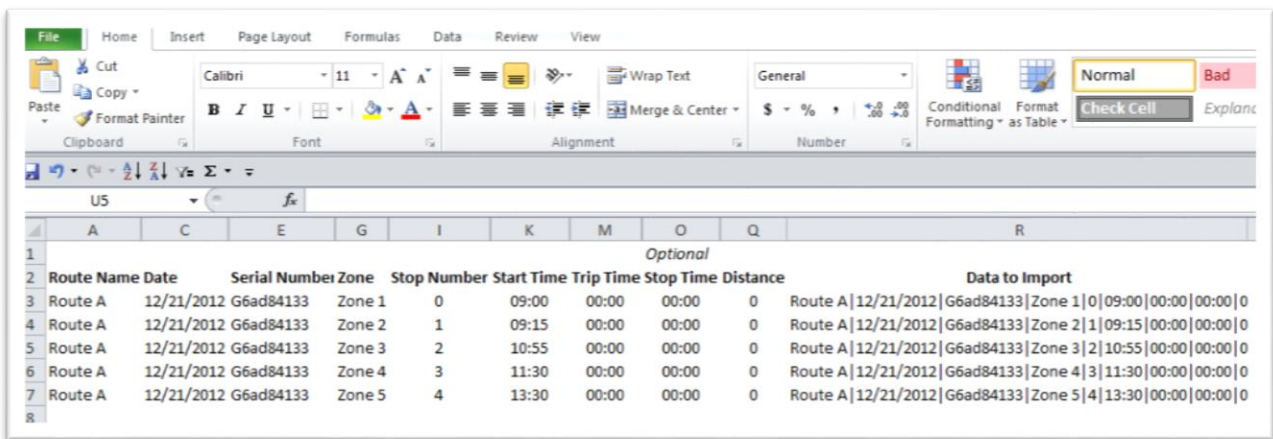 File Home Insert Page Layout Formulas Data Review View
Cut
Copy
Format Painter
Paste
Clipboard
Calibri 11 A A
B I U A
Font
Wrap Text
Merge & Center
Alignment
General
$ % , .0 .00 .00 .0
Number
Conditional Formatting
Format as Table
Normal Bad
Check Cell
U5 fx
A C E G I K M O Q R
1 Optional
2 Route Name Date Serial Number Zone Stop Number Start Time Trip Time Stop Time Distance Data to Import
3 Route A 12/21/2012 G6ad84133 Zone 1 0 09:00 00:00 00:00 0 Route A|12/21/2012|G6ad84133|Zone 1|0|09:00|00:00|00:00|0
4 Route A 12/21/2012 G6ad84133 Zone 2 1 09:15 00:00 00:00 0 Route A|12/21/2012|G6ad84133|Zone 2|1|09:15|00:00|00:00|0
5 Route A 12/21/2012 G6ad84133 Zone 3 2 10:55 00:00 00:00 0 Route A|12/21/2012|G6ad84133|Zone 3|2|10:55|00:00|00:00|0
6 Route A 12/21/2012 G6ad84133 Zone 4 3 11:30 00:00 00:00 0 Route A|12/21/2012|G6ad84133|Zone 4|3|11:30|00:00|00:00|0
7 Route A 12/21/2012 G6ad84133 Zone 5 4 13:30 00:00 00:00 0 Route A|12/21/2012|G6ad84133|Zone 5|4|13:30|00:00|00:00|0
8